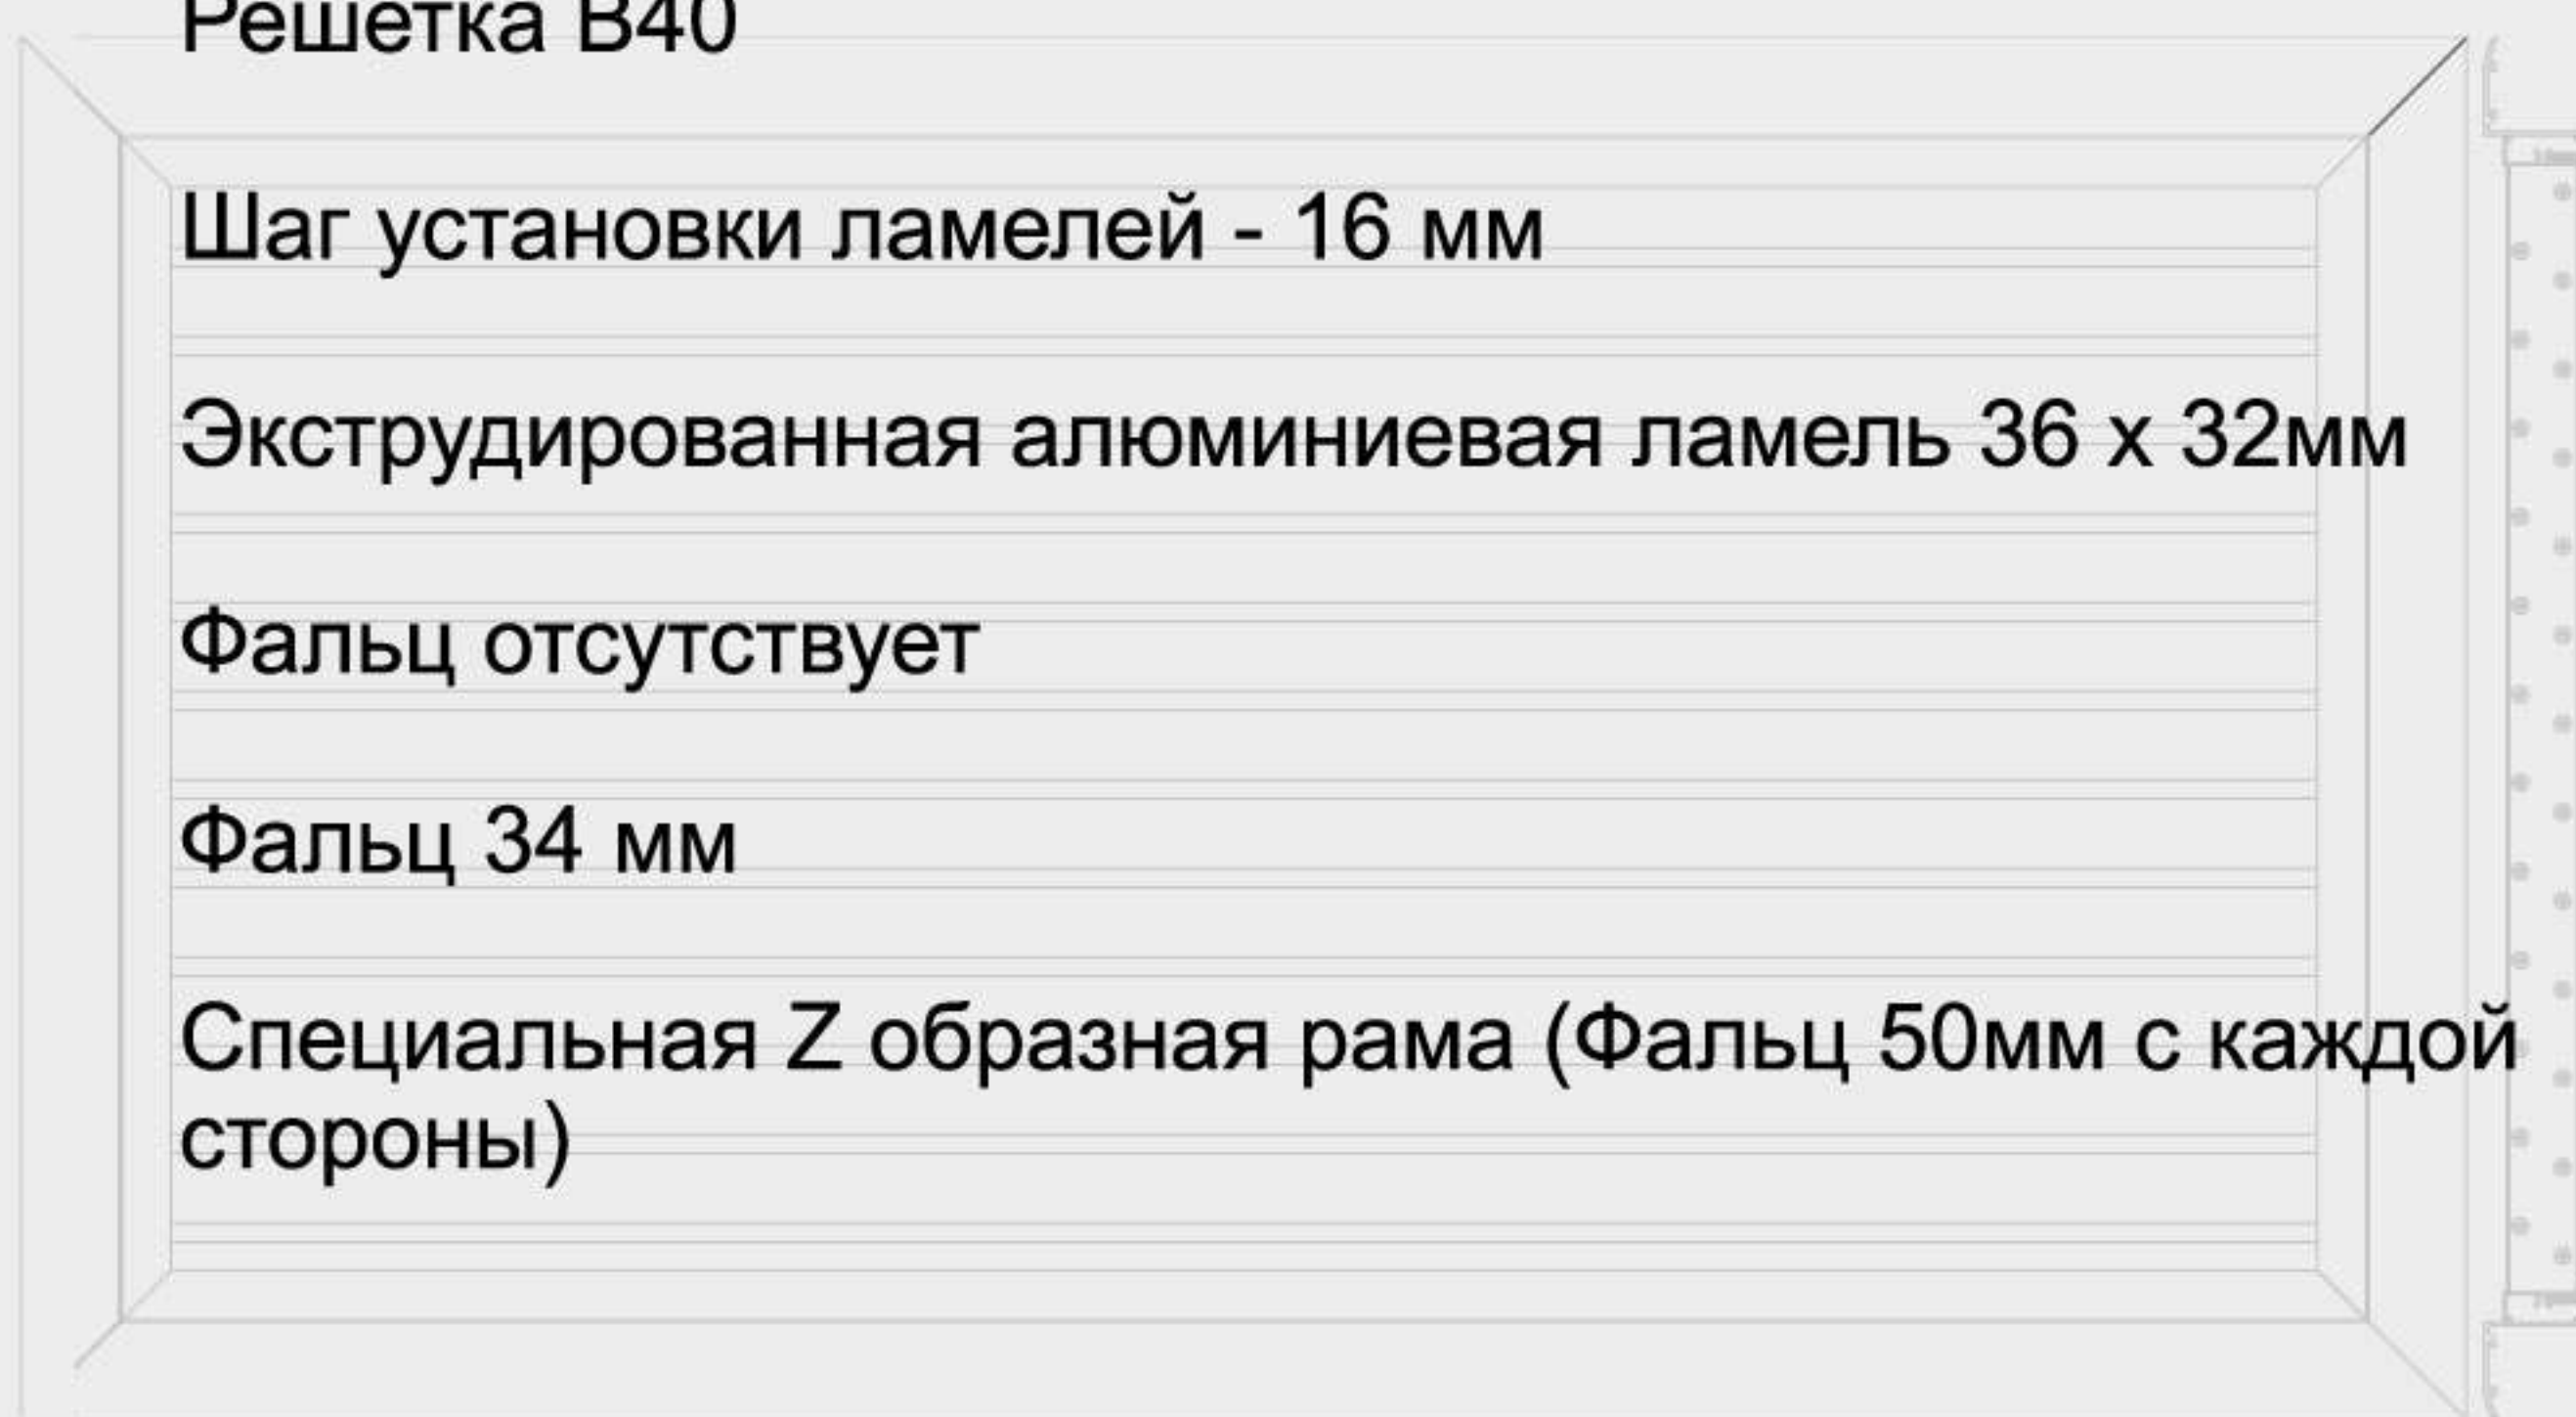 Решетка В40
Шаг установки ламелей - 16 мм
Экструдированная алюминиевая ламель 36 х 32мм
Фальц отсутствует
Фальц 34 мм
Специальная Z образная рама (Фальц 50мм с каждой
стороны)